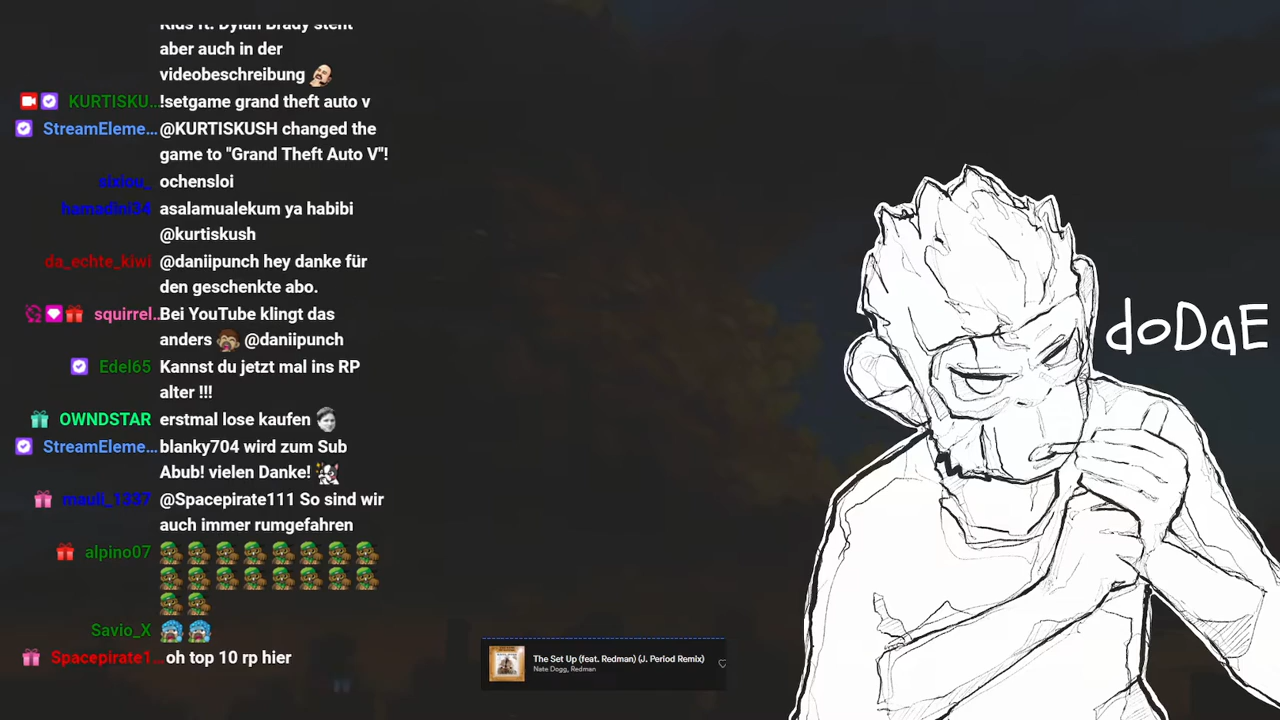 Kids ft. Dylan Brady steht
aber auch in der
videobeschreibung
KURTISKU... !setgame grand theft auto v
StreamEleme... @KURTISKUSH changed the
game to "Grand Theft Auto V"!
ochensloi
hamadini34 asalamualekum ya habibi
@kurtiskush
da_echte_kiwi @daniipunch hey danke für
den geschenkte abo.
squirrel... Bei YouTube klingt das
anders @daniipunch
Edel65 Kannst du jetzt mal ins RP
alter !!!
OWNDSTAR erstmal lose kaufen
StreamEleme... blanky704 wird zum Sub
Abub! vielen Danke!
mauli_1337 @Spacepirate111 So sind wir
auch immer rumgefahren
alpino07
Savio_X
Spacepirate1... oh top 10 rp hier
The Set Up (feat. Redman) (J. Period Remix)
Nate Dogg, Redman
doDaE